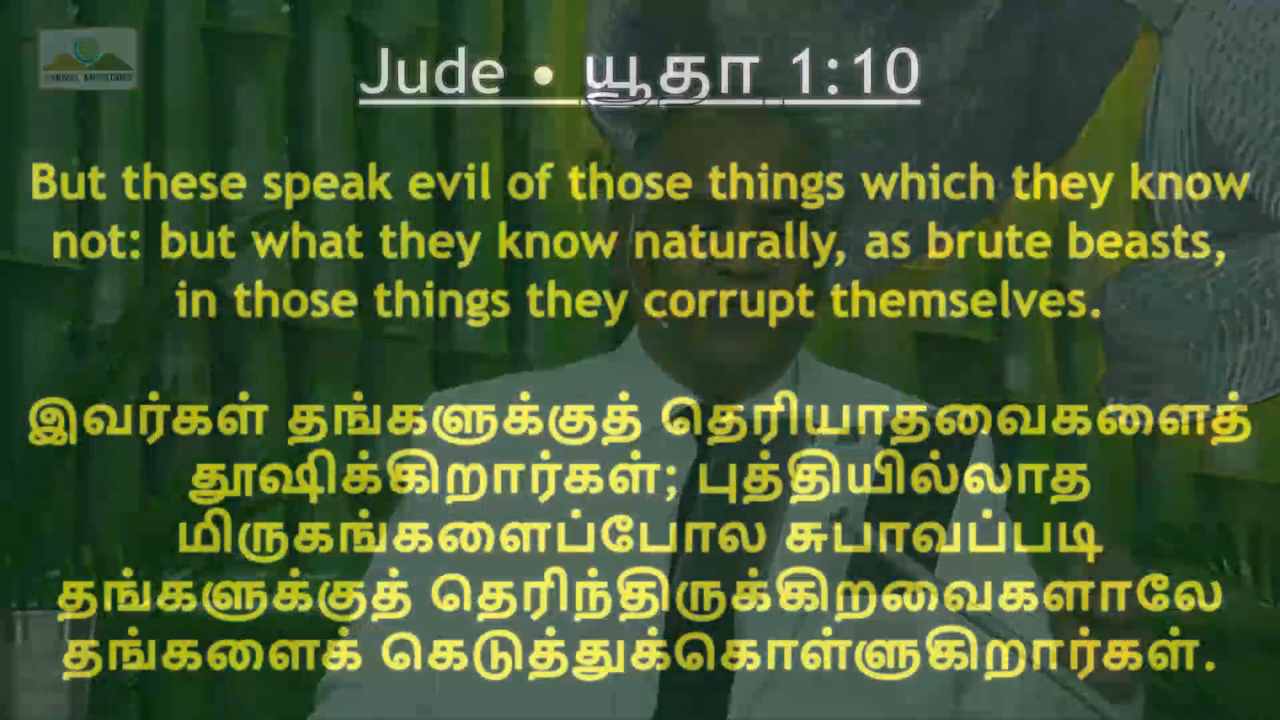 Jude • யூதா 1:10
But these speak evil of those things which they know
not: but what they know naturally, as brute beasts,
in those things they corrupt themselves.
இவர்கள் தங்களுக்குத் தெரியாதவைகளைத்
தூஷிக்கிறார்கள்; புத்தியில்லாத
மிருகங்களைப்போல சுபாவப்படி
தங்களுக்குத் தெரிந்திருக்கிறவைகளாலே
தங்களைக் கெடுத்துக்கொள்ளுகிறார்கள்.